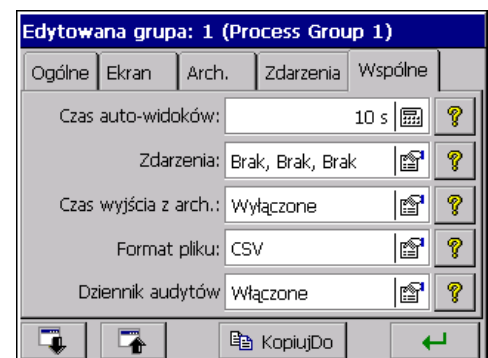 Edytowana grupa: 1 (Process Group 1)
Ogólne Ekran Arch. Zdarzenia Wspólne
Czas auto-widoków: 10 s
Zdarzenia: Brak, Brak, Brak
Czas wyjścia z arch.: Wyłączone
Format pliku: CSV
Dziennik audytów Włączone
KopiujDo